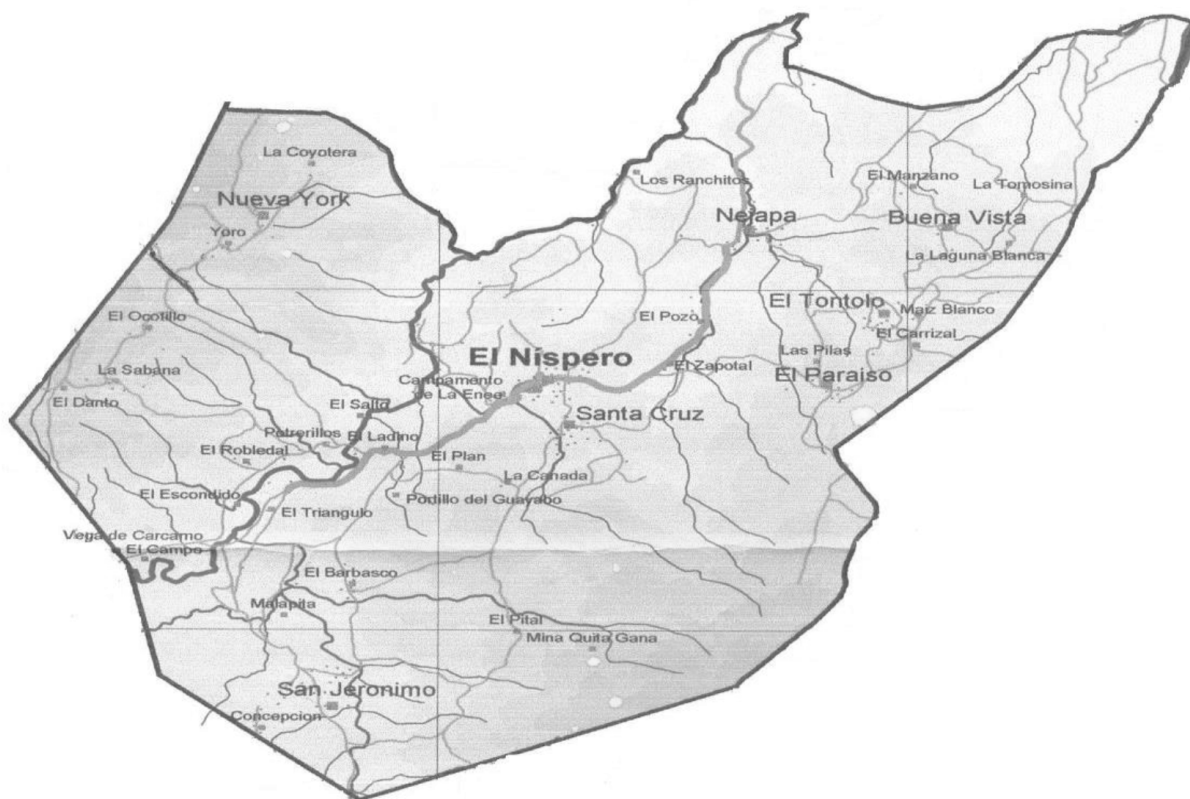 La Coyotera
Los Ranchitos
El Manzano
La Tomosina
Nueva York
Nejapa
Buena Vista
Yoro
La Laguna Blanca
El Tontolo
Maiz Blanco
El Ocotillo
El Pozo
El Carrizal
Las Pilas
El Níspero
El Zapotal
La Sabana
El Paraiso
Campamento
de La Enee
El Danto
El Salto
Santa Cruz
Potrerillos
El Ladino
El Robledal
El Plan
La Canada
El Escondido
Portillo del Guayabo
El Triangulo
Vega de Carcamo
El Campo
El Barbasco
Malapita
El Pital
Mina Quita Gana
San Jeronimo
Concepcion